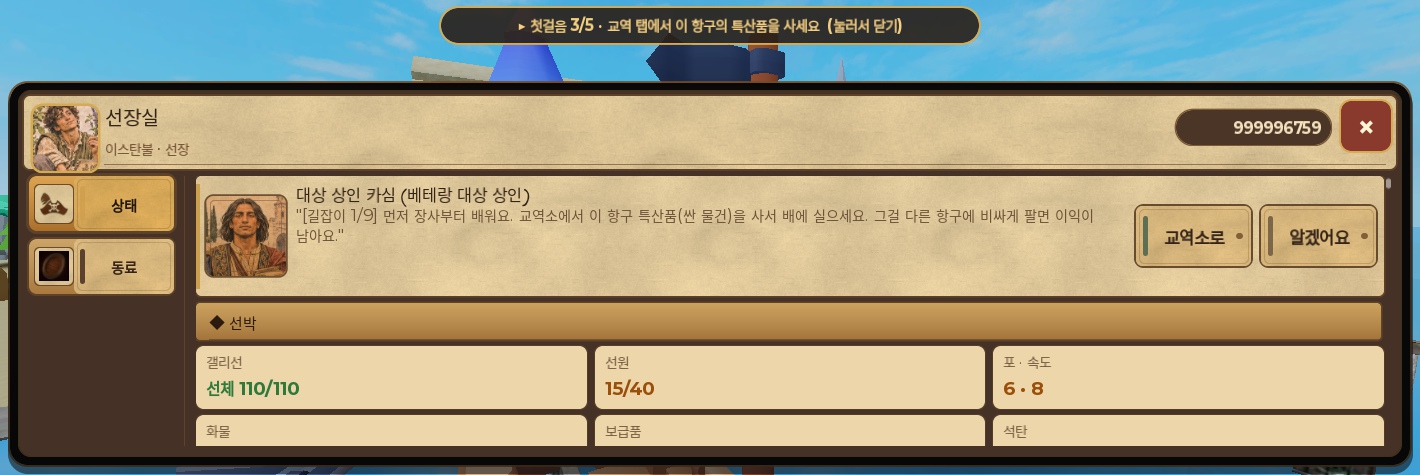 ▸ 첫걸음 3/5 · 교역 탭에서 이 항구의 특산품을 사세요 (눌러서 닫기)
선장실
이스탄불 · 선장
999996759
×
상태
동료
대상 상인 카심 (베테랑 대상 상인)
"[길잡이 1/9] 먼저 장사부터 배워요. 교역소에서 이 항구 특산품(싼 물건)을 사서 배에 실으세요. 그걸 다른 항구에 비싸게 팔면 이익이
남아요."
교역소로
알겠어요
◆ 선박
갤리선
선체 110/110
선원
15/40
포 · 속도
6 · 8
화물
보급품
석탄